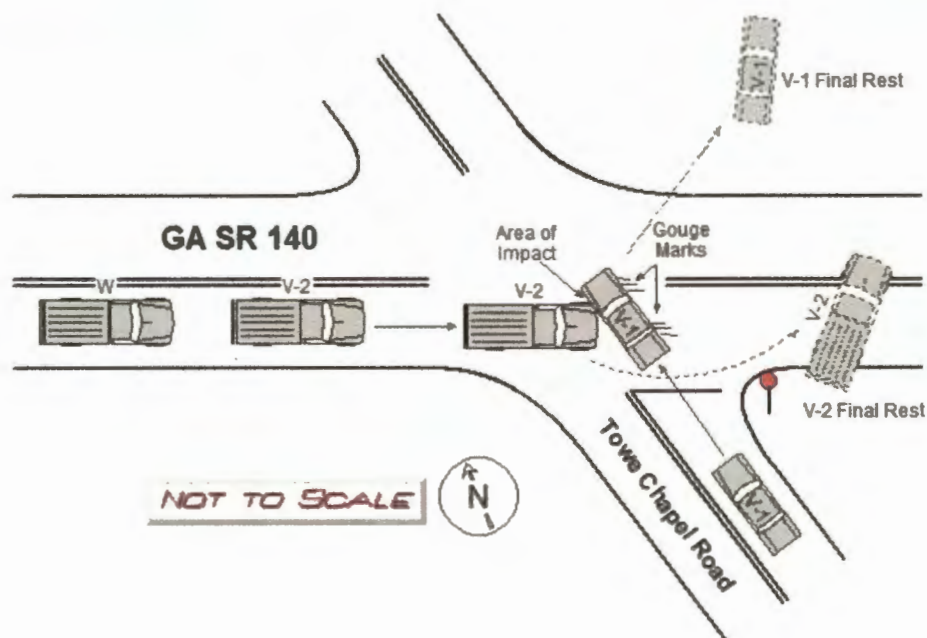 V-1
V-1 Final Rest
GA SR 140
Area of
Impact
Gouge
Marks
W
V-2
V-2
V-1
V-2
V-2 Final Rest
Towe Chapel Road
V-1
NOT TO SCALE
N